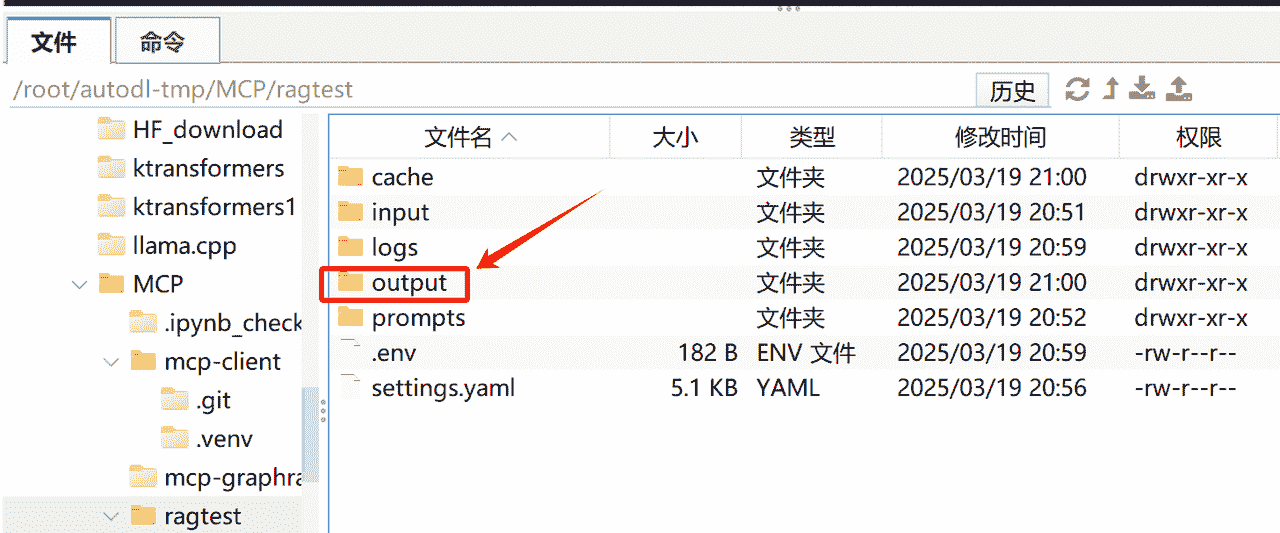 文件 命令
/root/autodl-tmp/MCP/ragtest 历史
HF_download
ktransformers
ktransformers1
llama.cpp
MCP
.ipynb_check
mcp-client
.git
.venv
mcp-graphra
ragtest
文件名 大小 类型 修改时间 权限
cache 文件夹 2025/03/19 21:00 drwxr-xr-x
input 文件夹 2025/03/19 20:51 drwxr-xr-x
logs 文件夹 2025/03/19 20:59 drwxr-xr-x
output 文件夹 2025/03/19 21:00 drwxr-xr-x
prompts 文件夹 2025/03/19 20:52 drwxr-xr-x
.env 182 B ENV 文件 2025/03/19 20:59 -rw-r--r--
settings.yaml 5.1 KB YAML 2025/03/19 20:56 -rw-r--r--